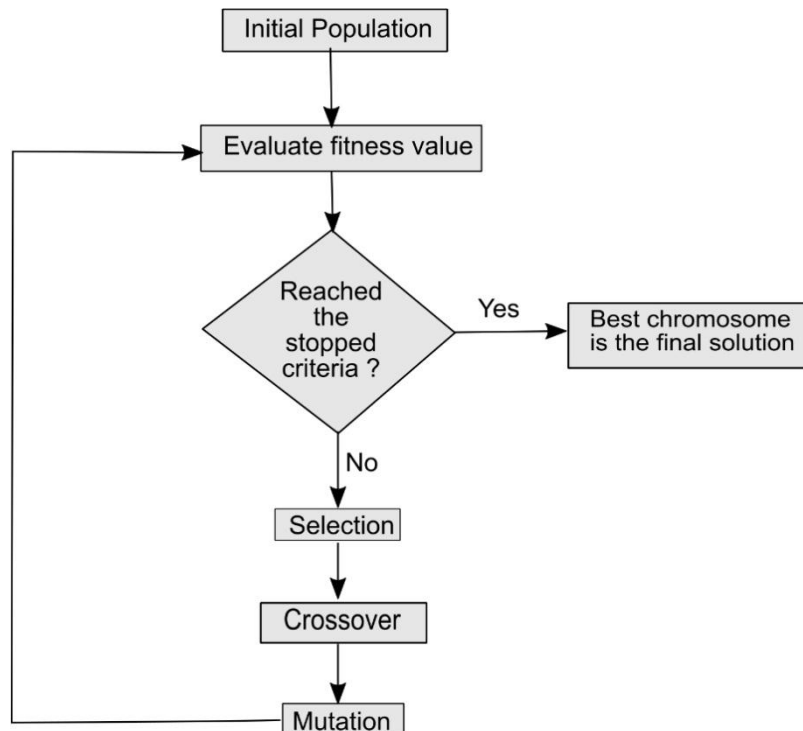 Initial Population
Evaluate fitness value
Reached
the
stopped
criteria ?
Yes
Best chromosome
is the final solution
No
Selection
Crossover
Mutation